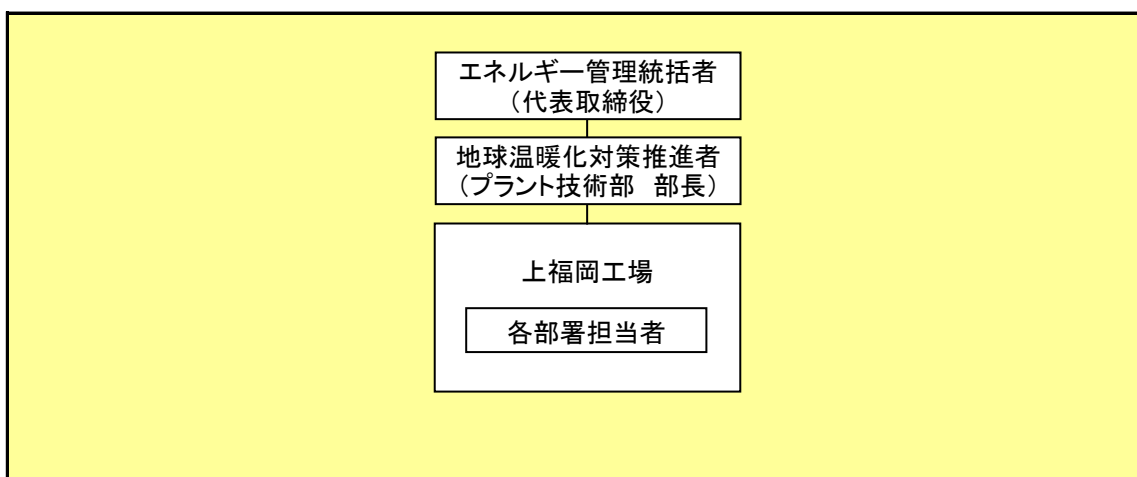 エネルギー管理統括者
（代表取締役）
地球温暖化対策推進者
（プラント技術部　部長）
上福岡工場
各部署担当者